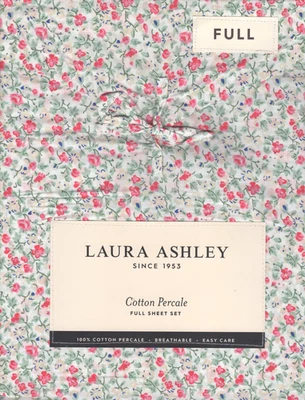 FULL
LAURA ASHLEY
SINCE 1953
Cotton Percale
FULL SHEET SET
100% COTTON PERCALE • BREATHABLE • EASY CARE